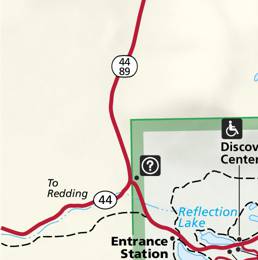 44
89
?
Discov
Center
To
Redding
44
Reflection
Lake
Entrance
Station